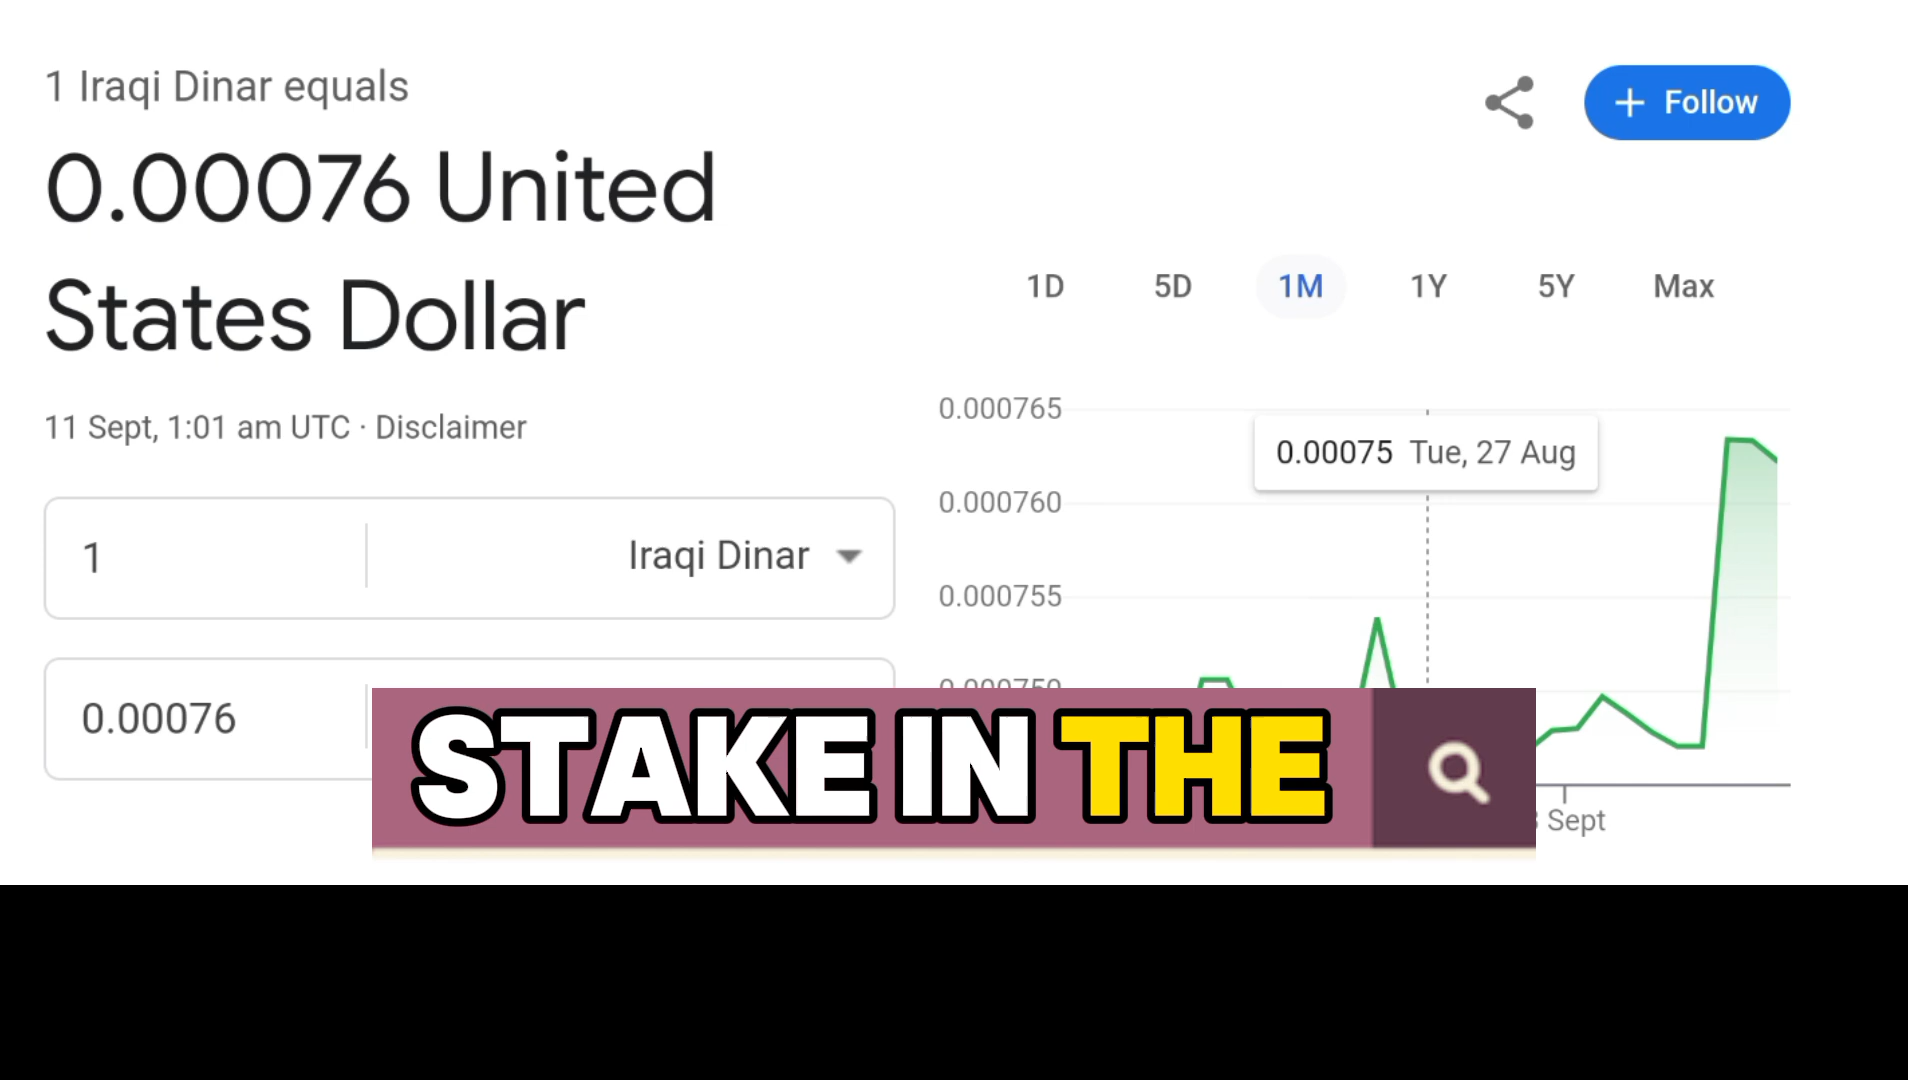 1 Iraqi Dinar equals
0.00076 United
States Dollar
11 Sept, 1:01 am UTC · Disclaimer
1
Iraqi Dinar
0.00076
+ Follow
1D 5D 1M 1Y 5Y Max
0.000765
0.00075 Tue, 27 Aug
0.000760
0.000755
0.000750
Sept
STAKE IN THE